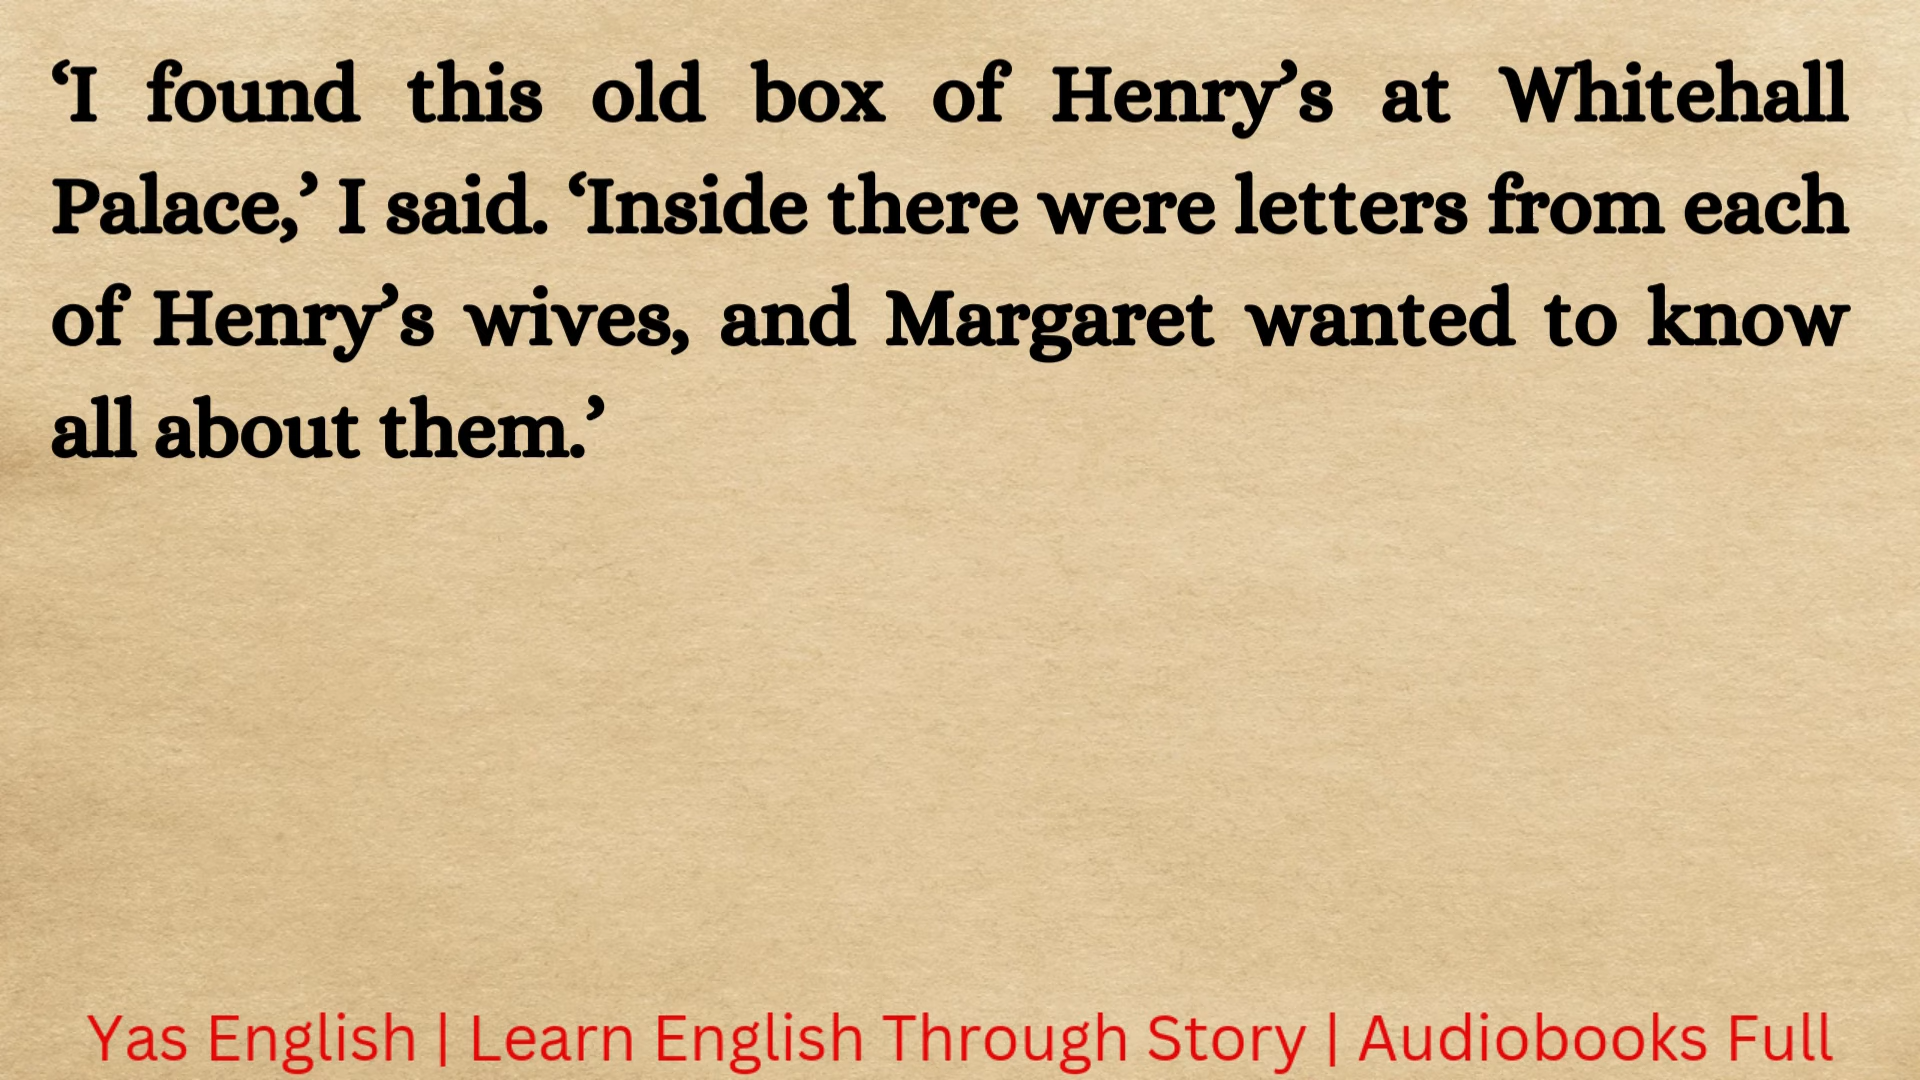 ‘I found this old box of Henry’s at Whitehall
Palace,’ I said. ‘Inside there were letters from each
of Henry’s wives, and Margaret wanted to know
all about them.’
Yas English | Learn English Through Story | Audiobooks Full